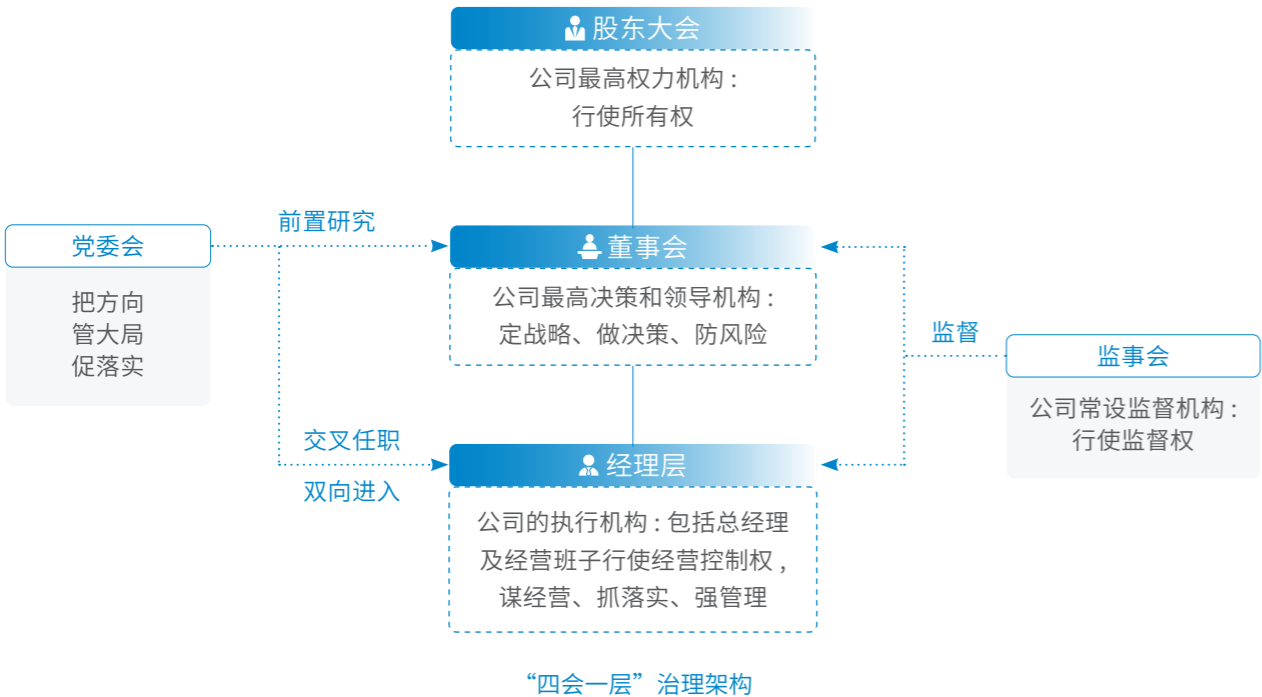 股东大会
公司最高权力机构：
行使所有权
前置研究
党委会
把方向
管大局
促落实
董事会
公司最高决策和领导机构：
定战略、做决策、防风险
监督
监事会
公司常设监督机构：
行使监督权
交叉任职
双向进入
经理层
公司的执行机构：包括总经理
及经营班子行使经营控制权，
谋经营、抓落实、强管理
“四会一层”治理架构